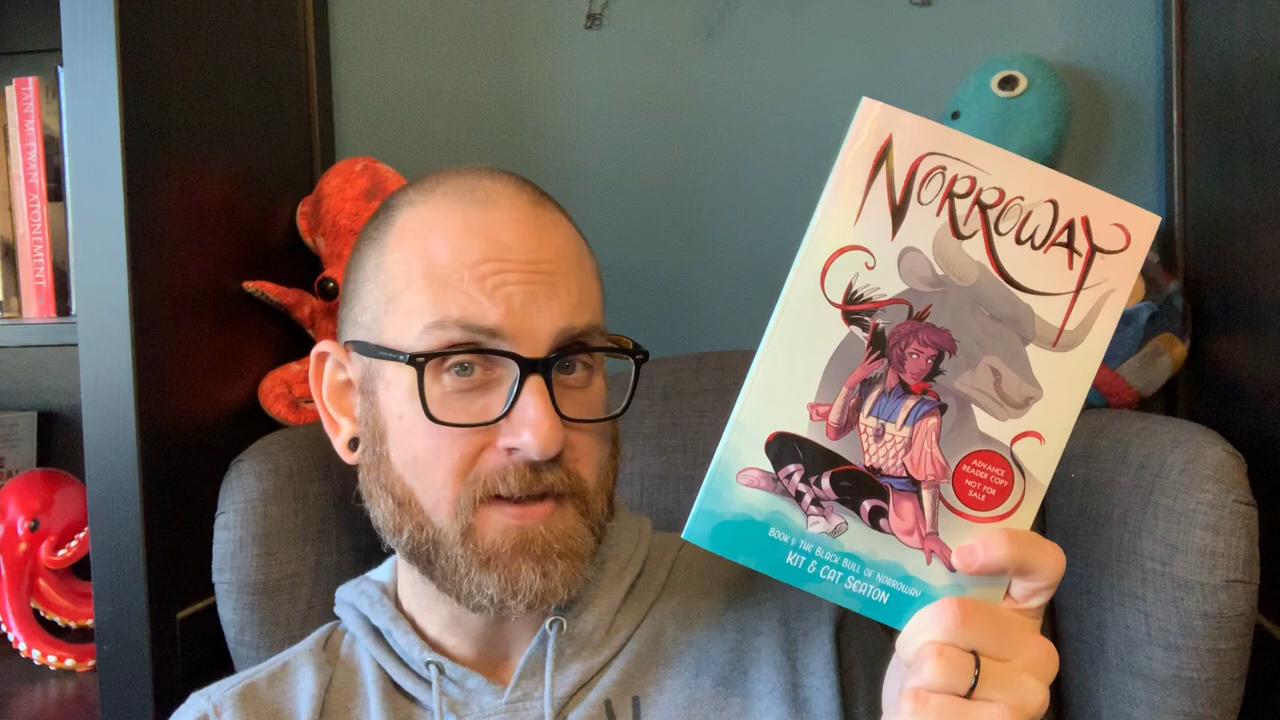 IAN McEWAN ATONEMENT
NORROWAY
ADVANCE
READER COPY
NOT FOR
SALE
BOOK 1: THE BLACK BULL OF NORROWAY
KIT & CAT SEATON